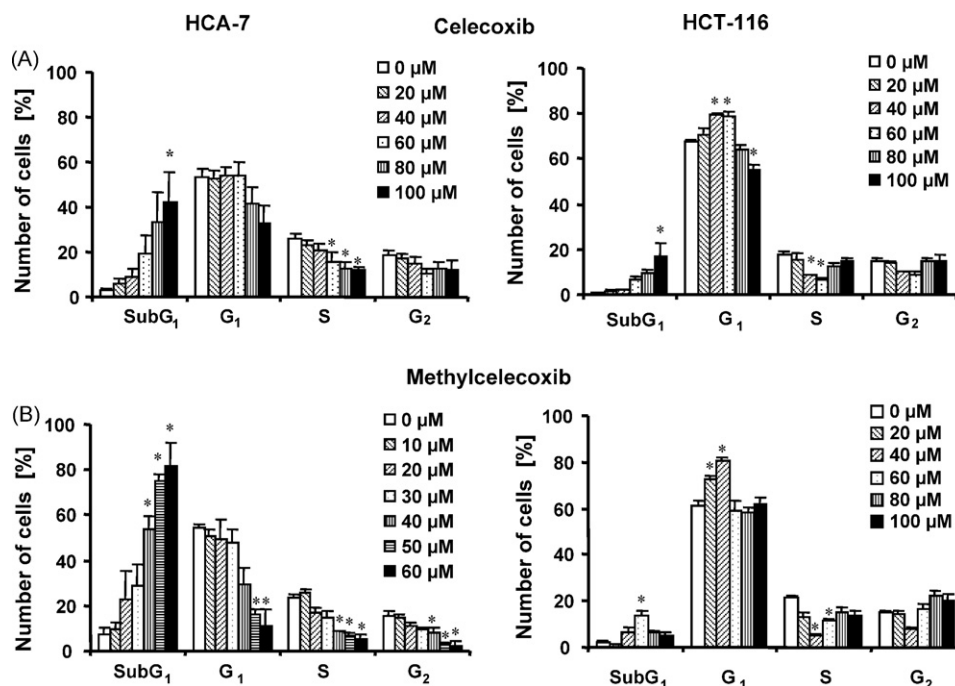 HCA-7 HCT-116
Celecoxib
(A)
Number of cells [%]
100
80
60
40
20
0
0 µM
20 µM
40 µM
60 µM
80 µM
100 µM
*
* * *
SubG1 G1 S G2
Number of cells [%]
100
80
60
40
20
0
0 µM
20 µM
40 µM
60 µM
80 µM
100 µM
*
* * *
* *
SubG1 G1 S G2
Methylcelecoxib
(B)
Number of cells [%]
100
80
60
40
20
0
0 µM
10 µM
20 µM
30 µM
40 µM
50 µM
60 µM
* * *
* *
* * *
* * *
SubG1 G1 S G2
Number of cells [%]
100
80
60
40
20
0
0 µM
20 µM
40 µM
60 µM
80 µM
100 µM
*
* *
* *
SubG1 G1 S G2